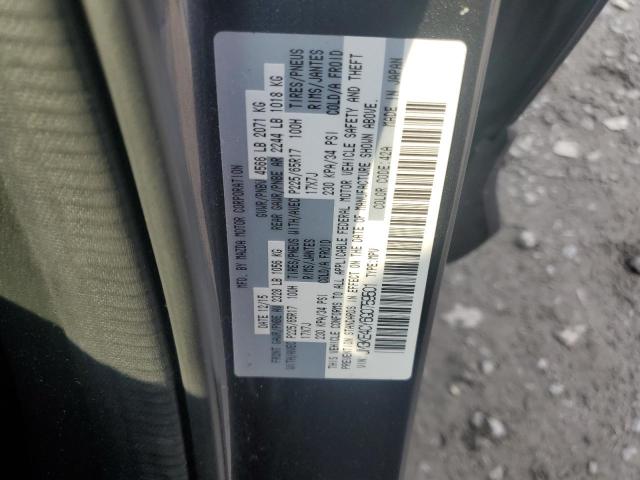 MFD. BY MAZDA MOTOR CORPORATION
DATE 12/15 GVWR/PNBV 4566 LB 2071 KG
FRONT GAWR/PNBE AV 2328 LB 1056 KG REAR GAWR/PNBE AR 2244 LB 1018 KG
WITH/AVEC P225/65R17 100H TIRES/PNEUS WITH/AVEC P225/65R17 100H TIRES/PNEUS
17X7J RIMS/JANTES 17X7J RIMS/JANTES
230 KPA/34 PSI COLD/A FROID 230 KPA/34 PSI COLD/A FROID
THIS VEHICLE CONFORMS TO ALL APPLICABLE FEDERAL MOTOR VEHICLE SAFETY AND THEFT
STANDARDS IN EFFECT ON THE DATE OF MANUFACTURE SHOWN ABOVE.
VIN: TYPE:MPV COLOR CODE: 42A MADE IN JAPAN